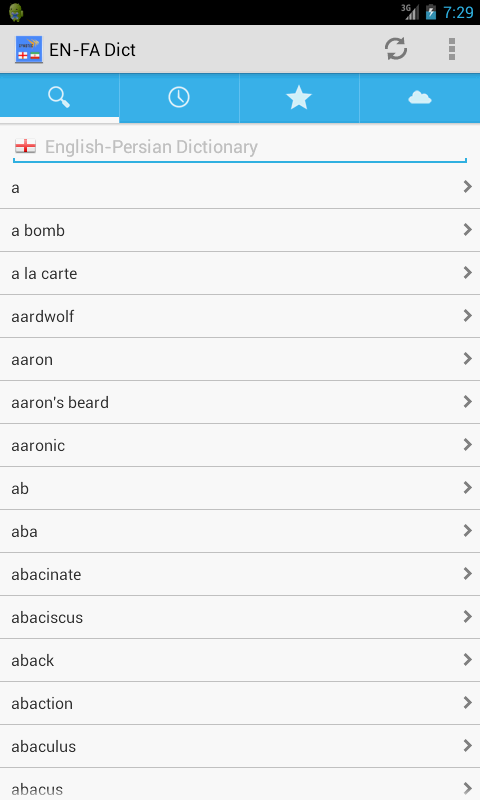 3G
7:29
EN-FA Dict
English-Persian Dictionary
a
a bomb
a la carte
aardwolf
aaron
aaron's beard
aaronic
ab
aba
abacinate
abaciscus
aback
abaction
abaculus
abacus